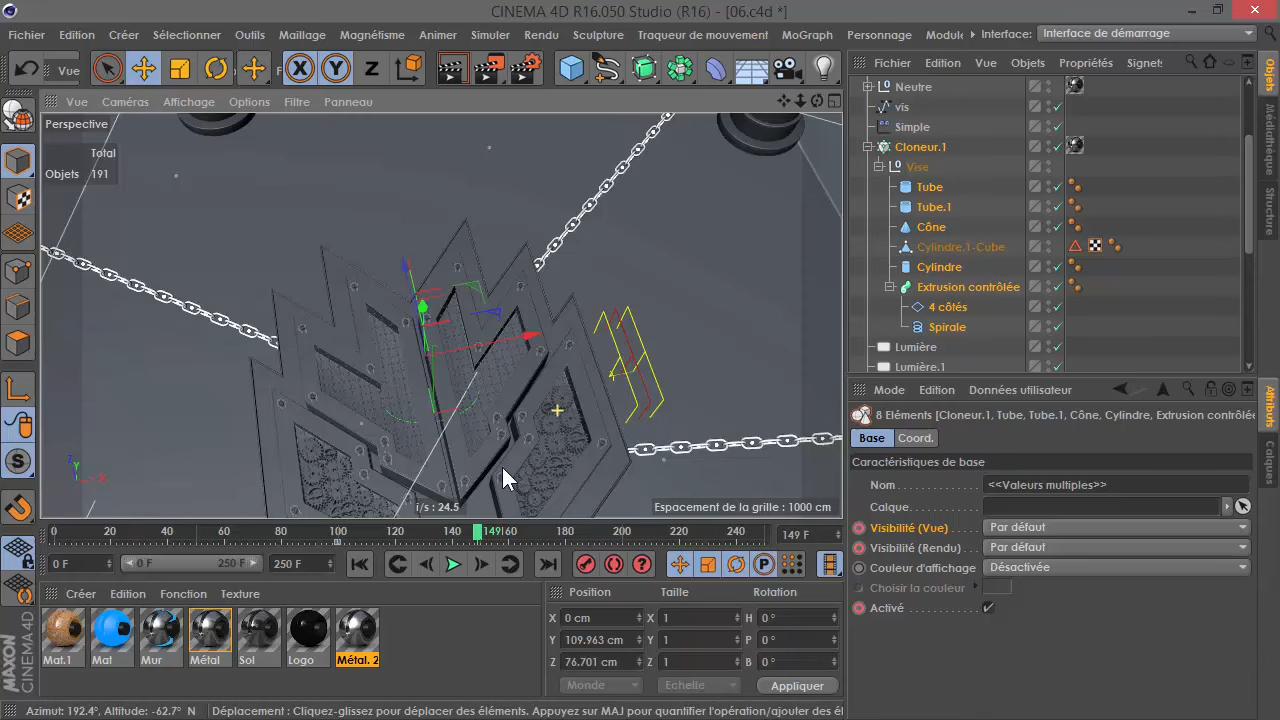 CINEMA 4D R16.050 Studio (R16) - [06.c4d *]
Fichier Edition Créer Sélectionner Outils Maillage Magnétisme Animer Simuler Rendu Sculpture Traqueur de mouvement MoGraph Personnage Module Interface: Interface de démarrage
Vue
X Y Z
Fichier Edition Vue Objets Propriétés Signets
Vue Caméras Affichage Options Filtre Panneau
Perspective
Total
Objets 191
Neutre
vis
Simple
Cloneur.1
Vise
Tube
Tube.1
Cône
Cylindre.1-Cube
Cylindre
Extrusion contrôlée
4 côtés
Spirale
Lumière
Lumière.1
Objets
Médiathèque
Structure
Mode Edition Données utilisateur
8 Eléments [Cloneur.1, Tube, Tube.1, Cône, Cylindre, Extrusion contrôlée
Base Coord.
Caractéristiques de base
Nom <<Valeurs multiples>>
Calque
Visibilité (Vue) Par défaut
Visibilité (Rendu) Par défaut
Couleur d'affichage Désactivée
Choisir la couleur
Activé
Attributs
Calques
Z Y X
i/s : 24.5
Espacement de la grille : 1000 cm
0 20 40 60 80 100 120 140 149 160 180 200 220 240
149 F
0 F 0 F 250 F 250 F
Créer Edition Fonction Texture
Mat.1 Mat Mur Métal Sol Logo Métal. 2
Position Taille Rotation
X 0 cm X 1 H 0 °
Y 109.963 cm Y 1 P 0 °
Z 76.701 cm Z 1 B 0 °
Monde Echelle Appliquer
MAXON
CINEMA 4D
Azimut: 192.4°, Altitude: -62.7° N Déplacement : Cliquez-glissez pour déplacer des éléments. Appuyez sur MAJ pour quantifier l'opération/ajouter des él